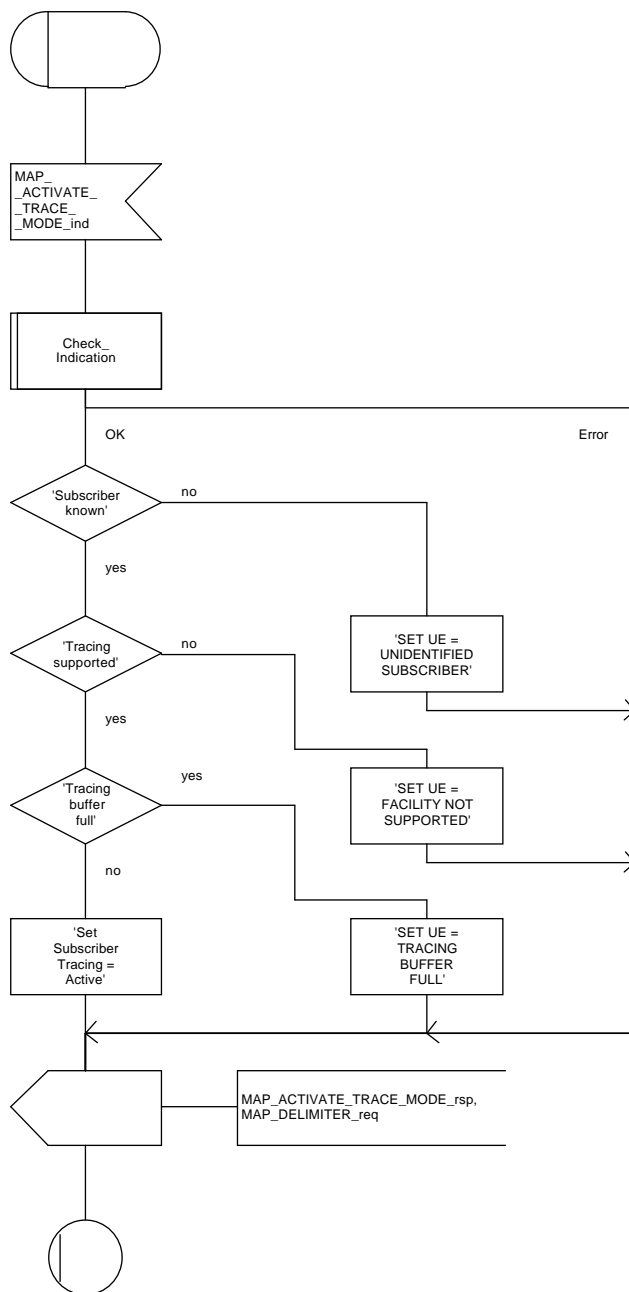 MAP_
_ACTIVATE_
_TRACE_
_MODE_ind
Check_
Indication
OK
Error
'Subscriber
known'
no
yes
'Tracing
supported'
no
'SET UE =
UNIDENTIFIED
SUBSCRIBER'
yes
'Tracing
buffer
full'
yes
'SET UE =
FACILITY NOT
SUPPORTED'
no
'Set
Subscriber
Tracing =
Active'
'SET UE =
TRACING
BUFFER
FULL'
MAP_ACTIVATE_TRACE_MODE_rsp,
MAP_DELIMITER_req